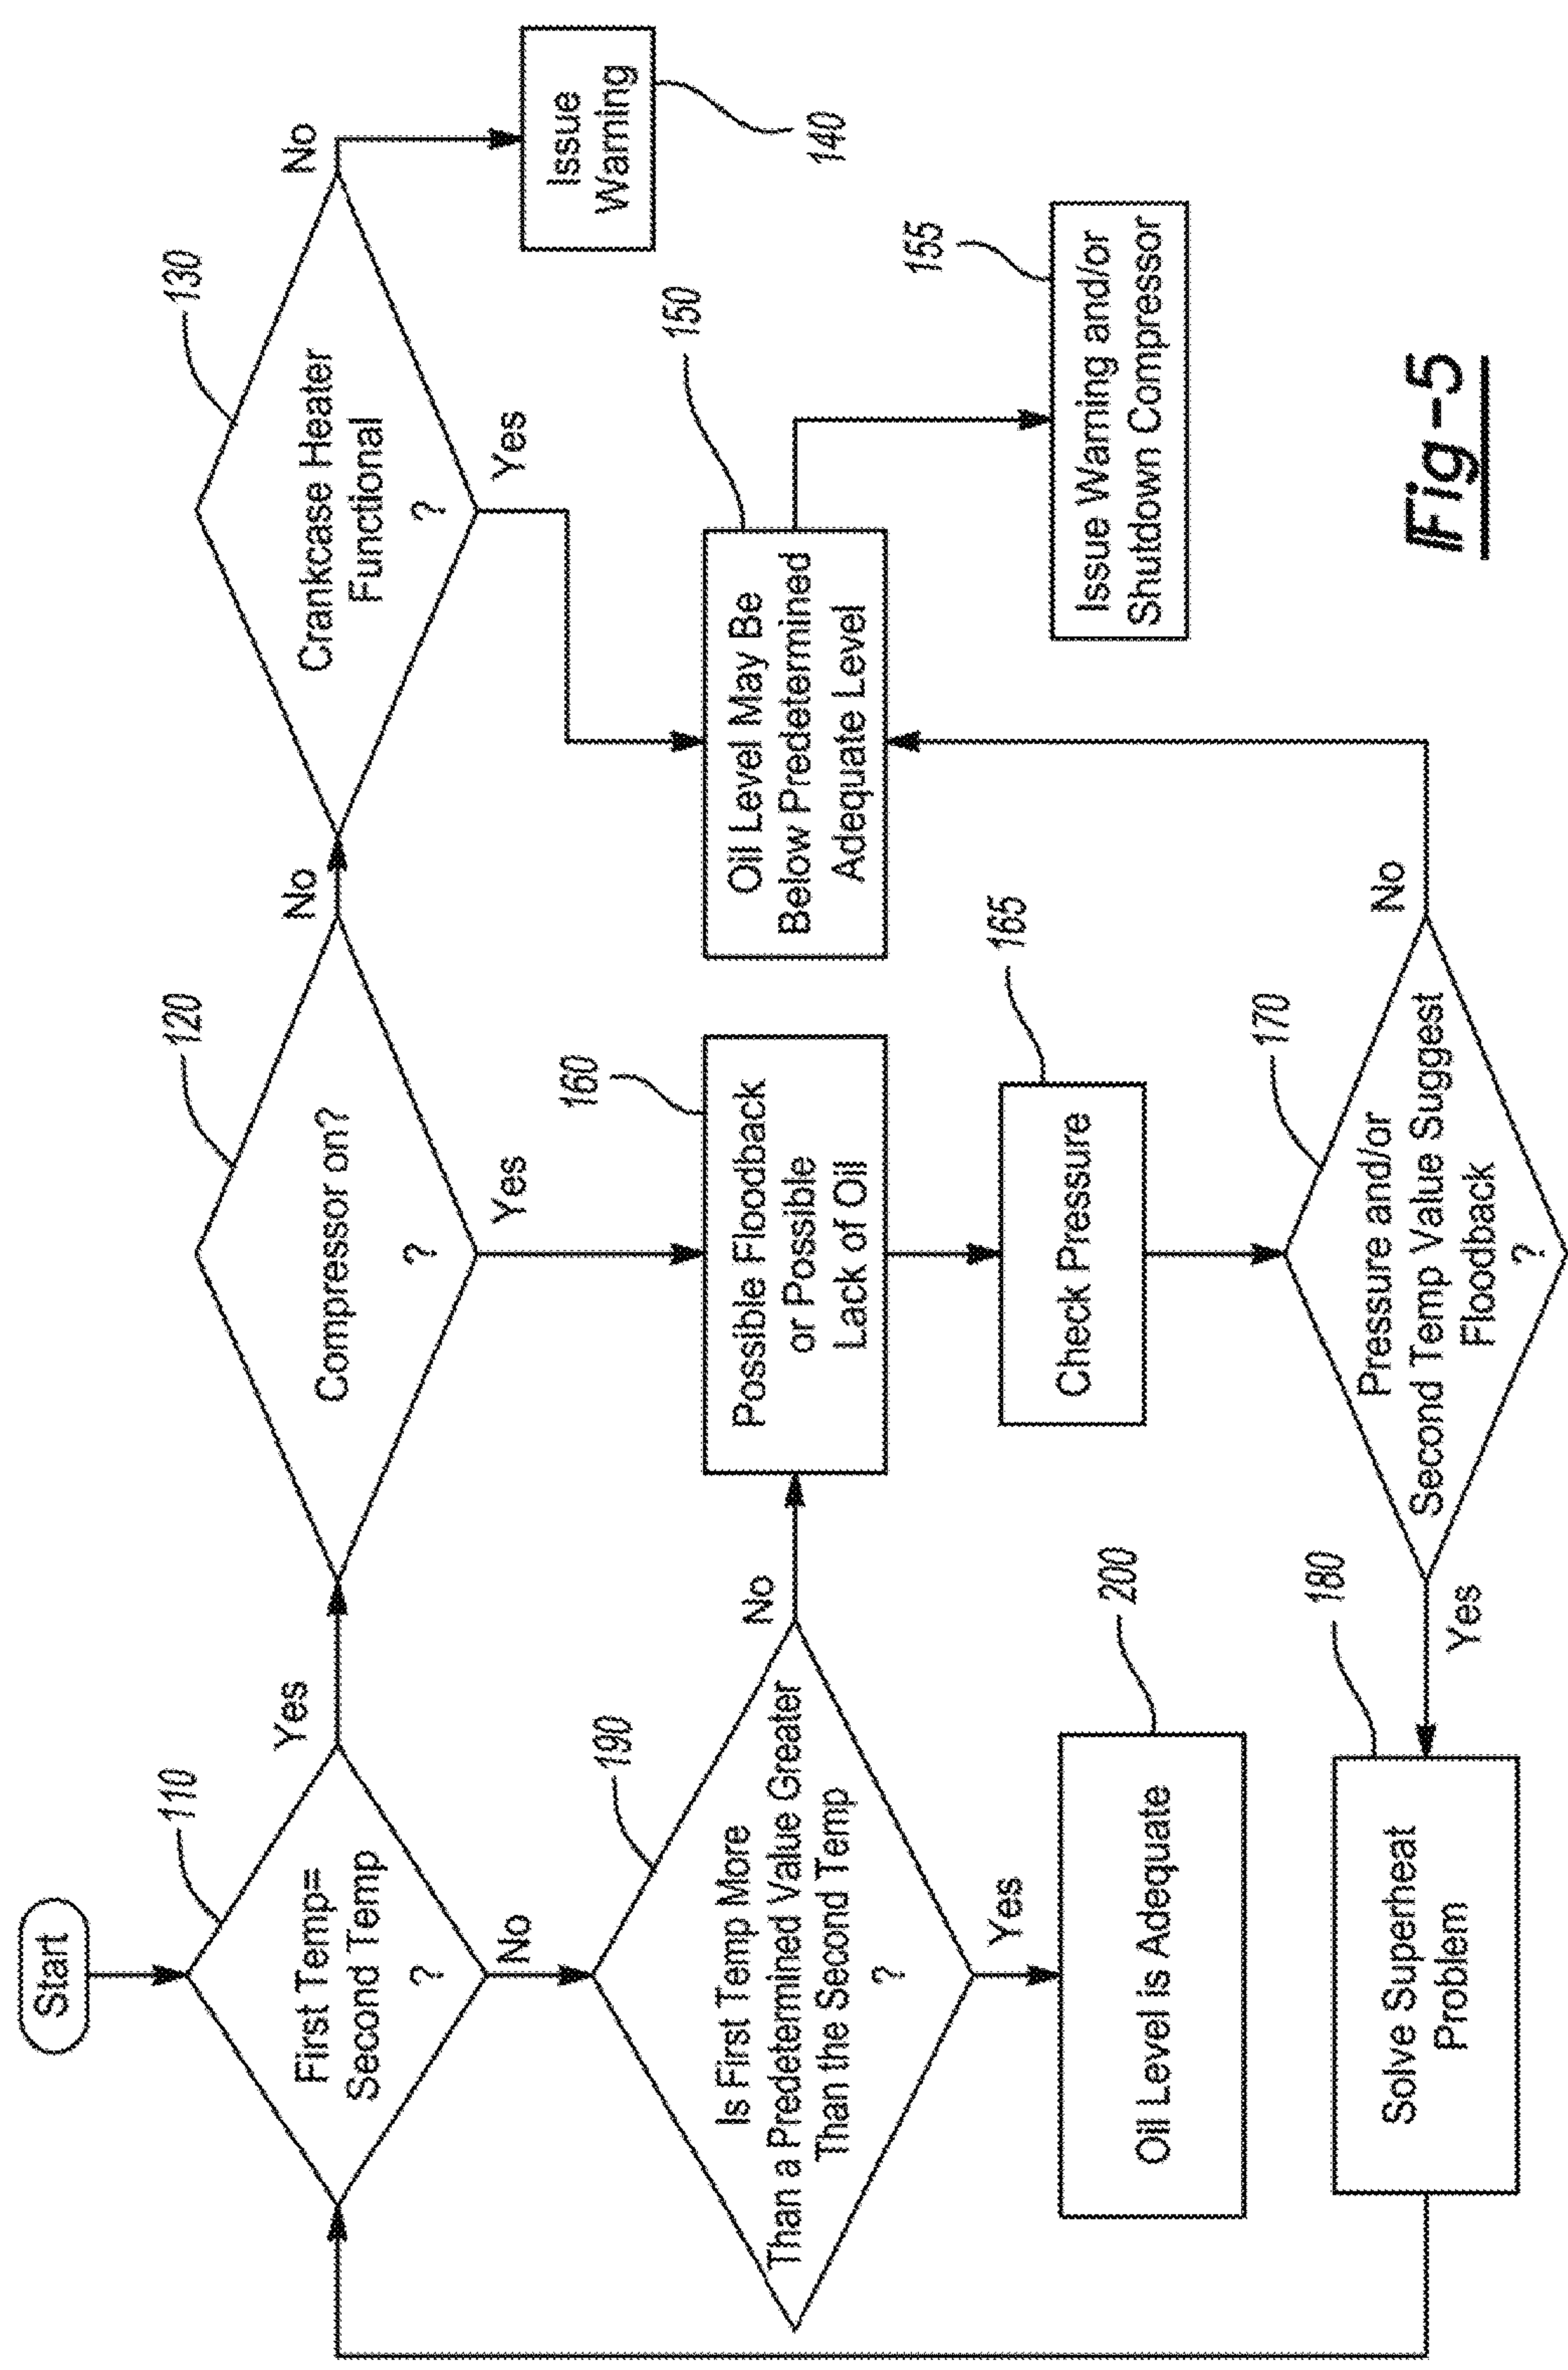 Start
110
First Temp=
Second Temp
?
Yes
No
120
Compressor on?
?
No
Yes
130
Crankcase Heater
Functional
?
No
Yes
Issue
Warning
140
190
Is First Temp More
Than a Predetermined Value Greater
Than the Second Temp
?
No
Yes
160
Possible Floodback
or Possible
Lack of Oil
150
Oil Level May Be
Below Predetermined
Adequate Level
155
Issue Warning and/or
Shutdown Compressor
200
Oil Level is Adequate
165
Check Pressure
180
Solve Superheat
Problem
Yes
170
Pressure and/or
Second Temp Value Suggest
Floodback
?
No
Fig-5